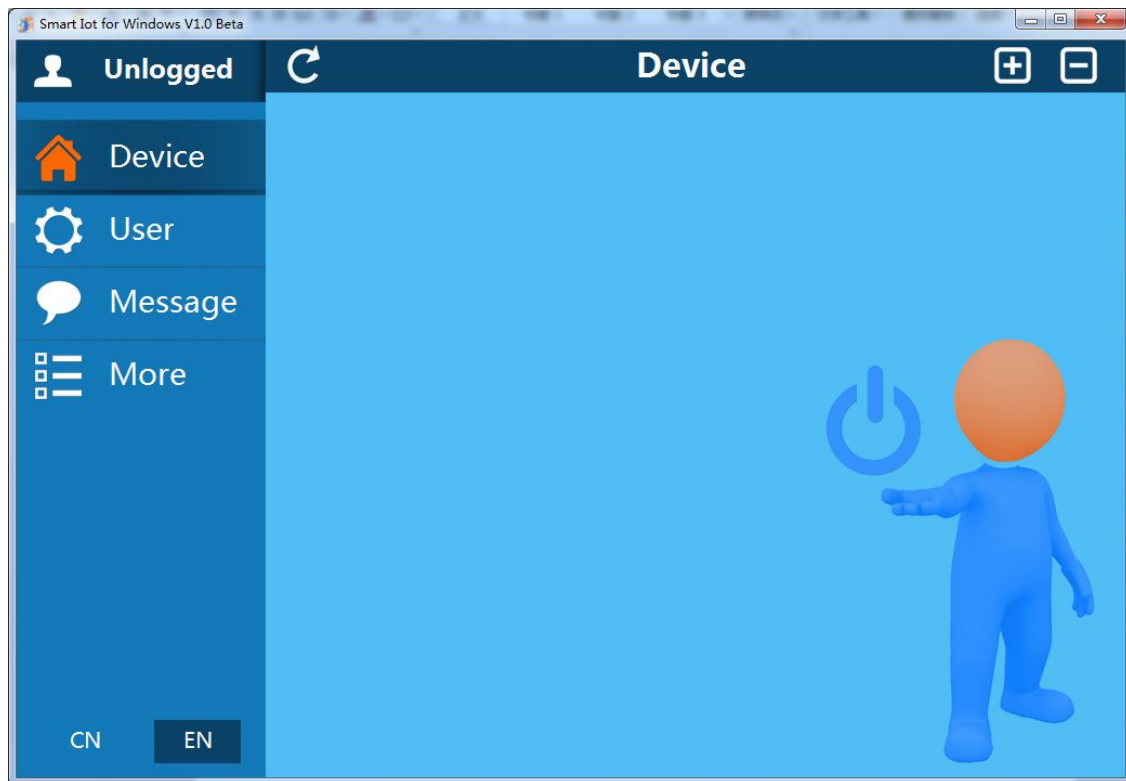 Smart Iot for Windows V1.0 Beta
Unlogged
Device
Device
User
Message
More
CN
EN